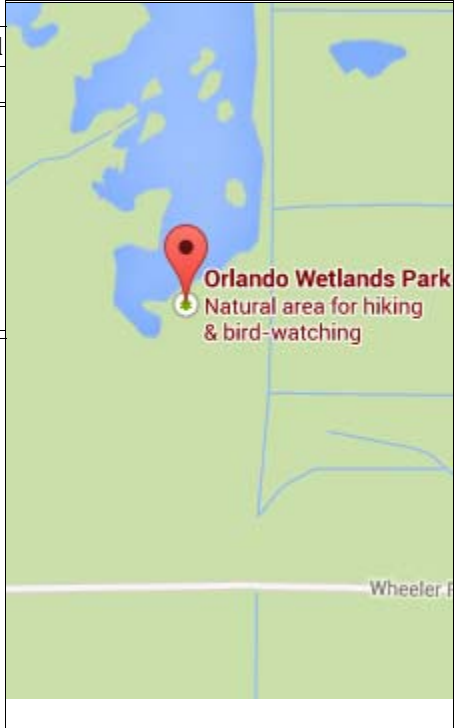 Orlando Wetlands Park
Natural area for hiking
& bird-watching
Wheeler